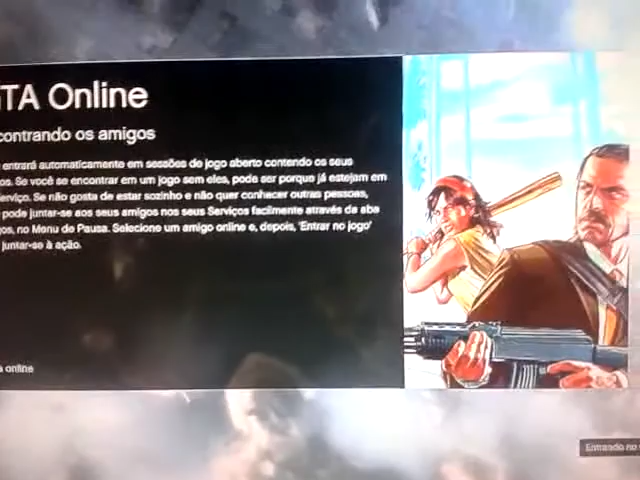 TA Online
contrando os amigos
entrará automaticamente em sessões de jogo aberto contendo os seus
os. Se você se encontrar em um jogo sem eles, pode ser porque já estejam em
erviço. Se não gosta de estar sozinho e não quer conhecer outras pessoas,
pode juntar-se aos seus amigos nos seus Serviços facilmente através da aba
os, no Menu de Pausa. Selecione um amigo online e, depois, 'Entrar no jogo'
juntar-se à ação.
online
Entrando no